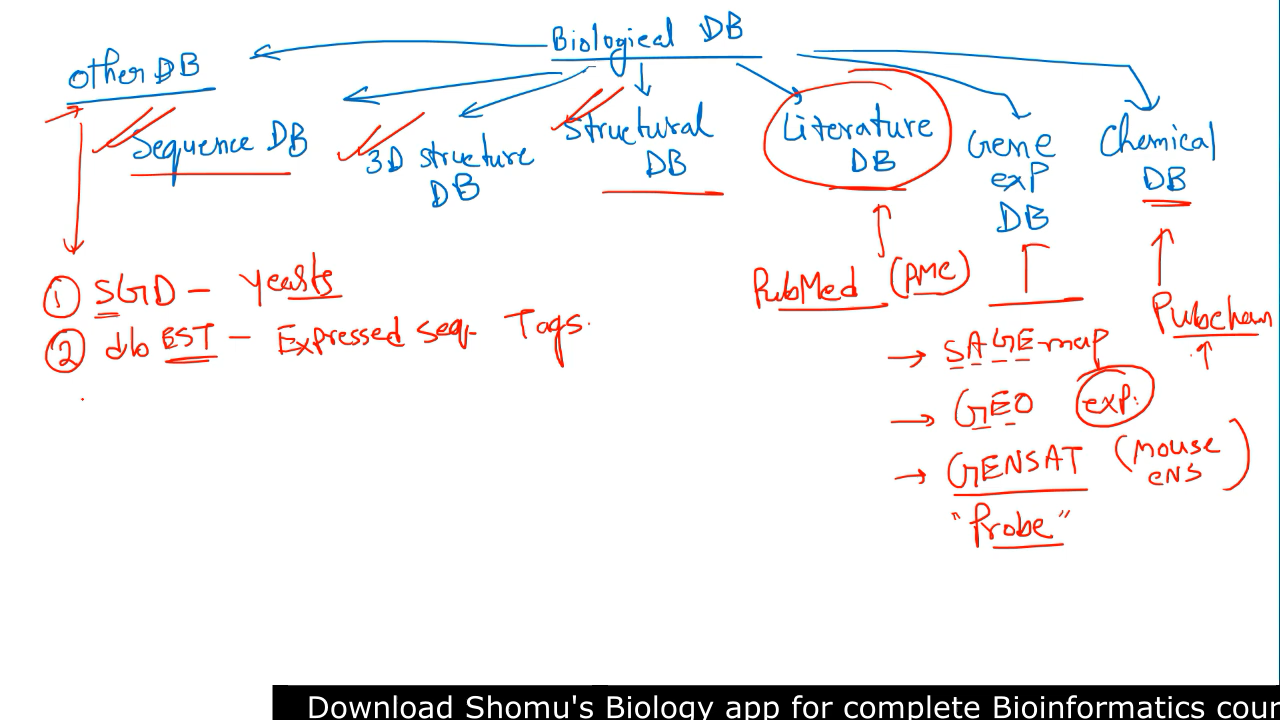 Biological DB
other DB
Sequence DB
3D structure
DB
Structural
DB
Literature
DB
Gene
exp
DB
Chemical
DB
① SGD - yeasts
② db EST - Expressed seq. Tags.
PubMed (PMC)
→ SAGEmap
→ GEO exp.
→ GENSAT (Mouse
CNS)
"Probe"
Pubchem
Download Shomu's Biology app for complete Bioinformatics cour